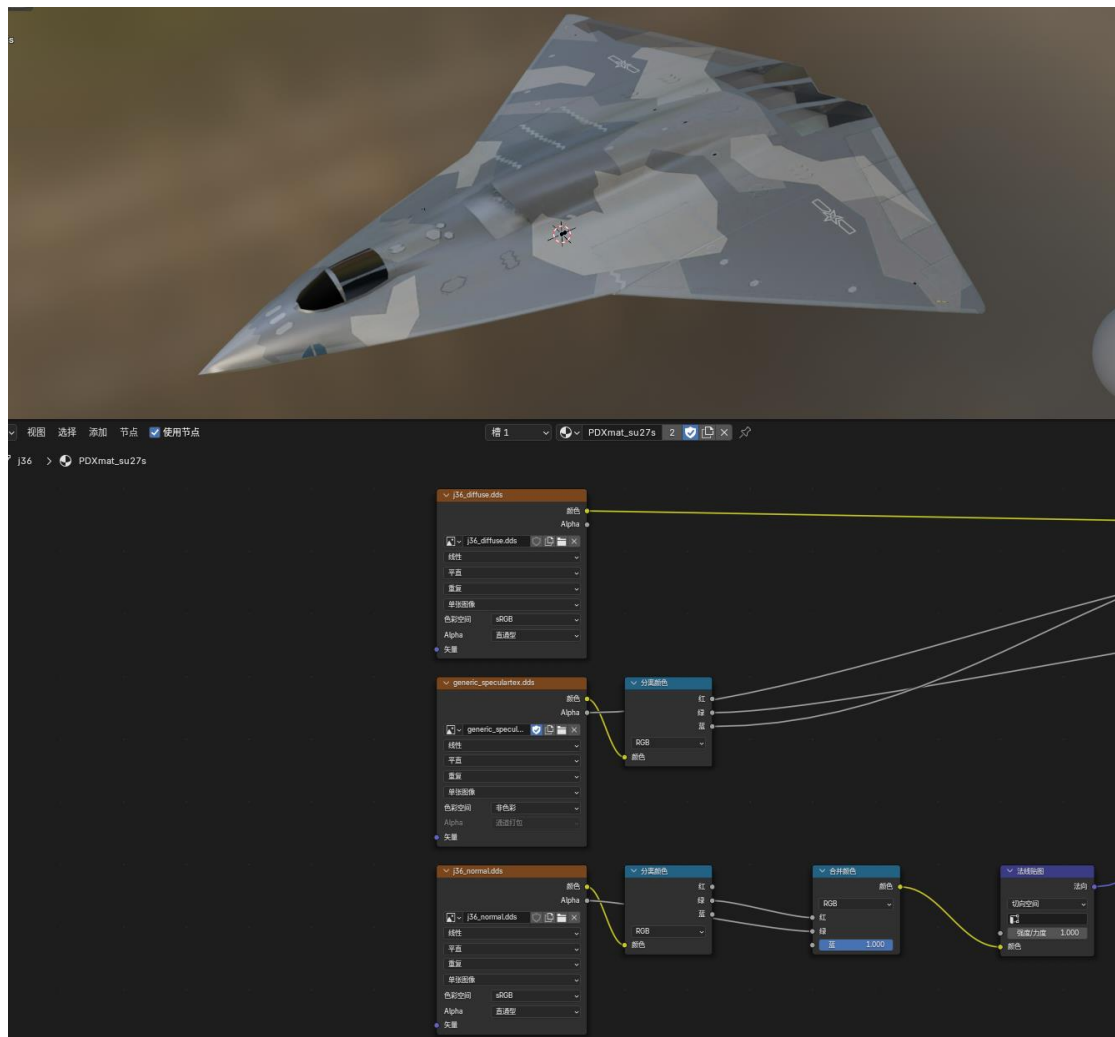 s
视图 选择 添加 节点 使用节点
槽 1
PDXmat_su27s 2
j36 > PDXmat_su27s
j36_diffuse.dds
颜色
Alpha
j36_diffuse.dds
线性
平直
重复
单张图像
色彩空间 sRGB
Alpha 直通型
矢量
generic_speculartex.dds
颜色
Alpha
generic_specul...
线性
平直
重复
单张图像
色彩空间 非色彩
Alpha 通道打包
矢量
分离颜色
红
绿
蓝
RGB
颜色
j36_normal.dds
颜色
Alpha
j36_normal.dds
线性
平直
重复
单张图像
色彩空间 sRGB
Alpha 直通型
矢量
分离颜色
红
绿
蓝
RGB
颜色
合并颜色
颜色
RGB
红
绿
蓝 1.000
法线贴图
法向
切向空间
强度/力度 1.000
颜色